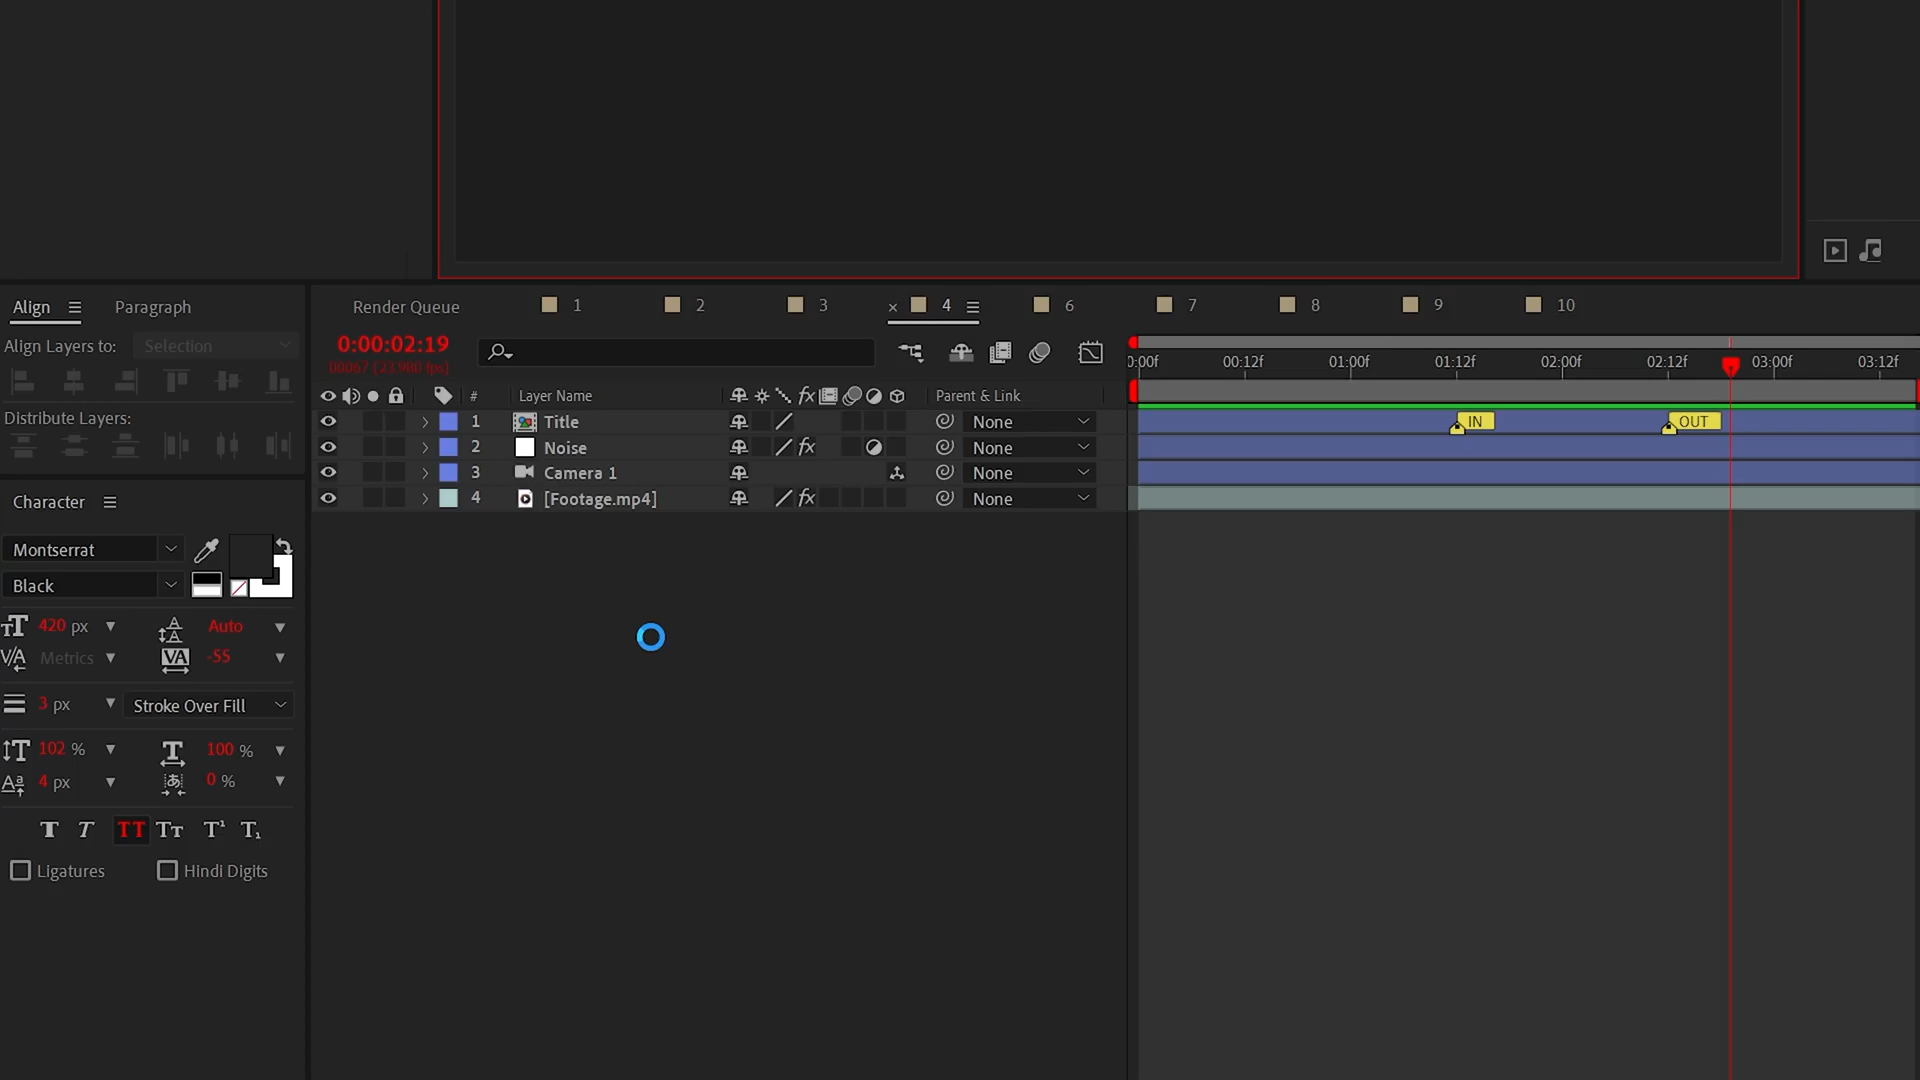 Align
Paragraph
Align Layers to:
Selection
Distribute Layers:
Character
Montserrat
Black
420 px
Auto
Metrics
-55
3 px
Stroke Over Fill
102 %
100 %
4 px
0 %
Ligatures
Hindi Digits
Render Queue
1
2
3
4
6
7
8
9
10
0:00:02:19
00067 (23.980 fps)
# Layer Name
Parent & Link
1 Title None
2 Noise None
3 Camera 1 None
4 [Footage.mp4] None
0:00f 00:12f 01:00f 01:12f 02:00f 02:12f 03:00f 03:12f
IN
OUT